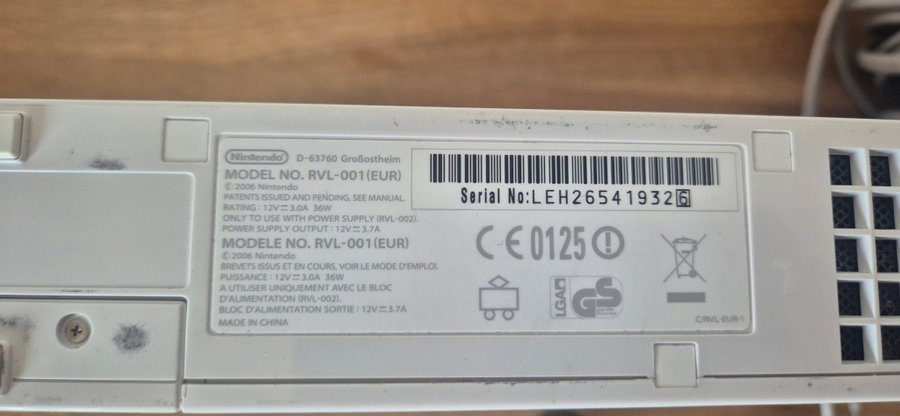 Nintendo D-63760 Großostheim
MODEL NO. RVL-001(EUR)
© 2006 Nintendo
PATENTS ISSUED AND PENDING, SEE MANUAL
RATING : 12V⎓3.0A 36W
ONLY TO USE WITH POWER SUPPLY (RVL-002).
POWER SUPPLY OUTPUT : 12V⎓3.7A
MODELE NO. RVL-001(EUR)
©2006 Nintendo
BREVETS ISSUS ET EN COURS, VOIR LE MODE D'EMPLOI.
PUISSANCE : 12V⎓3.0A 36W
A UTILISER UNIQUEMENT AVEC LE BLOC
D'ALIMENTATION (RVL-002).
BLOC D'ALIMENTATION SORTIE : 12V⎓3.7A
MADE IN CHINA
Serial No:LEH265419326
CE0125
LGA
GS
C/RVL-EUR-1